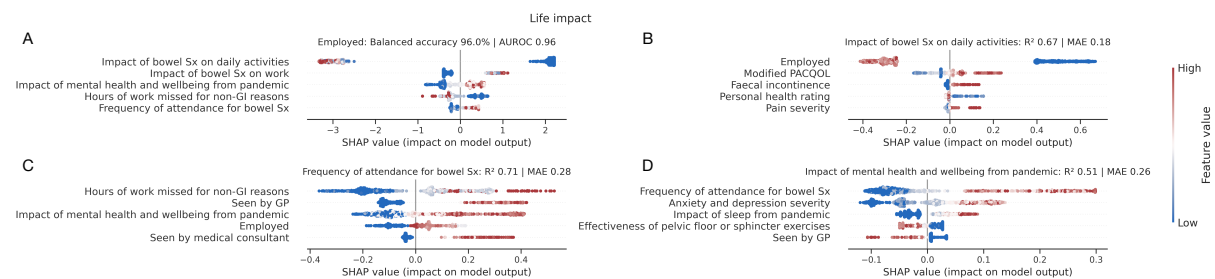 Life impact
A
Employed: Balanced accuracy 96.0% | AUROC 0.96
Impact of bowel Sx on daily activities
Impact of bowel Sx on work
Impact of mental health and wellbeing from pandemic
Hours of work missed for non-GI reasons
Frequency of attendance for bowel Sx
−3 −2 −1 0 1 2
SHAP value (impact on model output)
B
Impact of bowel Sx on daily activities: R² 0.67 | MAE 0.18
Employed
Modified PACQOL
Faecal incontinence
Personal health rating
Pain severity
−0.4 −0.2 0.0 0.2 0.4 0.6
SHAP value (impact on model output)
C
Frequency of attendance for bowel Sx: R² 0.71 | MAE 0.28
Hours of work missed for non-GI reasons
Seen by GP
Impact of mental health and wellbeing from pandemic
Employed
Seen by medical consultant
−0.4 −0.2 0.0 0.2 0.4
SHAP value (impact on model output)
D
Impact of mental health and wellbeing from pandemic: R² 0.51 | MAE 0.26
Frequency of attendance for bowel Sx
Anxiety and depression severity
Impact of sleep from pandemic
Effectiveness of pelvic floor or sphincter exercises
Seen by GP
−0.1 0.0 0.1 0.2 0.3
SHAP value (impact on model output)
High
Feature value
Low